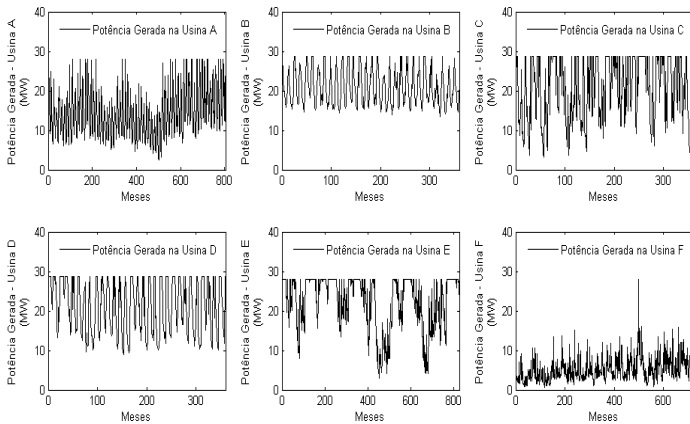 Potência Gerada - Usina A
(MW)
40
30
20
10
0
Potência Gerada na Usina A
0 200 400 600 800
Meses
Potência Gerada - Usina B
(MW)
40
30
20
10
0
Potência Gerada na Usina B
0 100 200 300
Meses
Potência Gerada - Usina C
(MW)
40
30
20
10
0
Potência Gerada na Usina C
0 100 200 300
Meses
Potência Gerada - Usina D
(MW)
40
30
20
10
0
Potência Gerada na Usina D
0 100 200 300
Meses
Potência Gerada - Usina E
(MW)
40
30
20
10
0
Potência Gerada na Usina E
0 200 400 600 800
Meses
Potência Gerada - Usina F
(MW)
40
30
20
10
0
Potência Gerada na Usina F
0 200 400 600
Meses